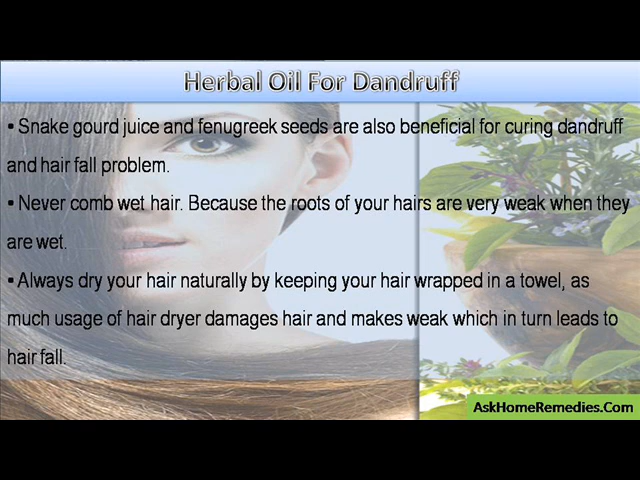 Herbal Oil For Dandruff
• Snake gourd juice and fenugreek seeds are also beneficial for curing dandruff
and hair fall problem.
• Never comb wet hair. Because the roots of your hairs are very weak when they
are wet.
• Always dry your hair naturally by keeping your hair wrapped in a towel, as
much usage of hair dryer damages hair and makes weak which in turn leads to
hair fall.
AskHomeRemedies.Com